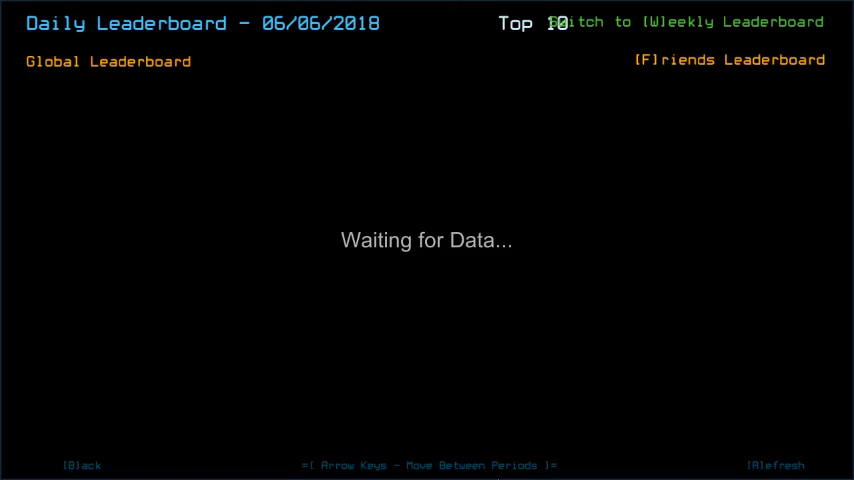 Daily Leaderboard - 06/06/2018
Top 10
Switch to [W]eekly Leaderboard
Global Leaderboard
[F]riends Leaderboard
Waiting for Data...
[B]ack
=[ Arrow Keys - Move Between Periods ]=
[R]efresh